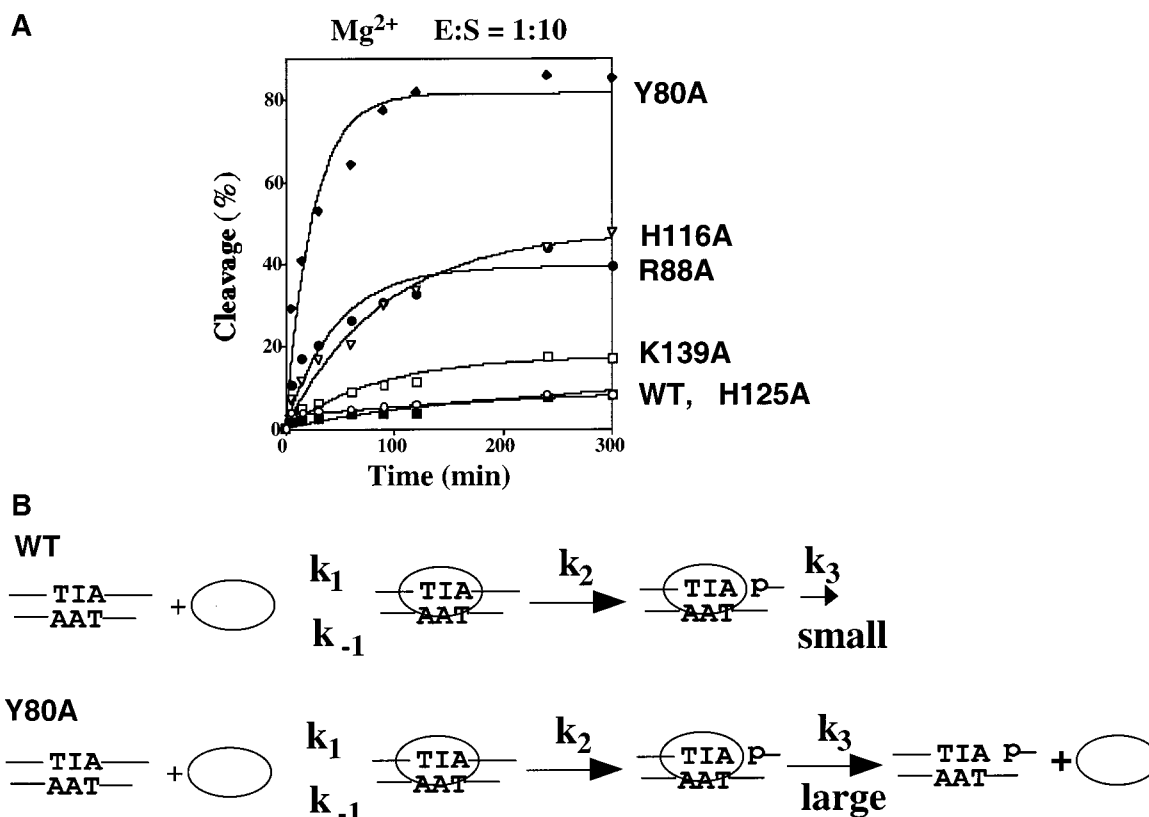 A
Mg²⁺ E:S = 1:10
80
60
40
20
0
Cleavage (%)
0 100 200 300
Time (min)
Y80A
H116A
R88A
K139A
WT, H125A
B
WT
TIA
AAT
+
k₁
k₋₁
TIA
AAT
k₂
TIA p
AAT
k₃
small
Y80A
TIA
AAT
+
k₁
k₋₁
TIA
AAT
k₂
TIA p
AAT
k₃
large
TIA p
AAT
+